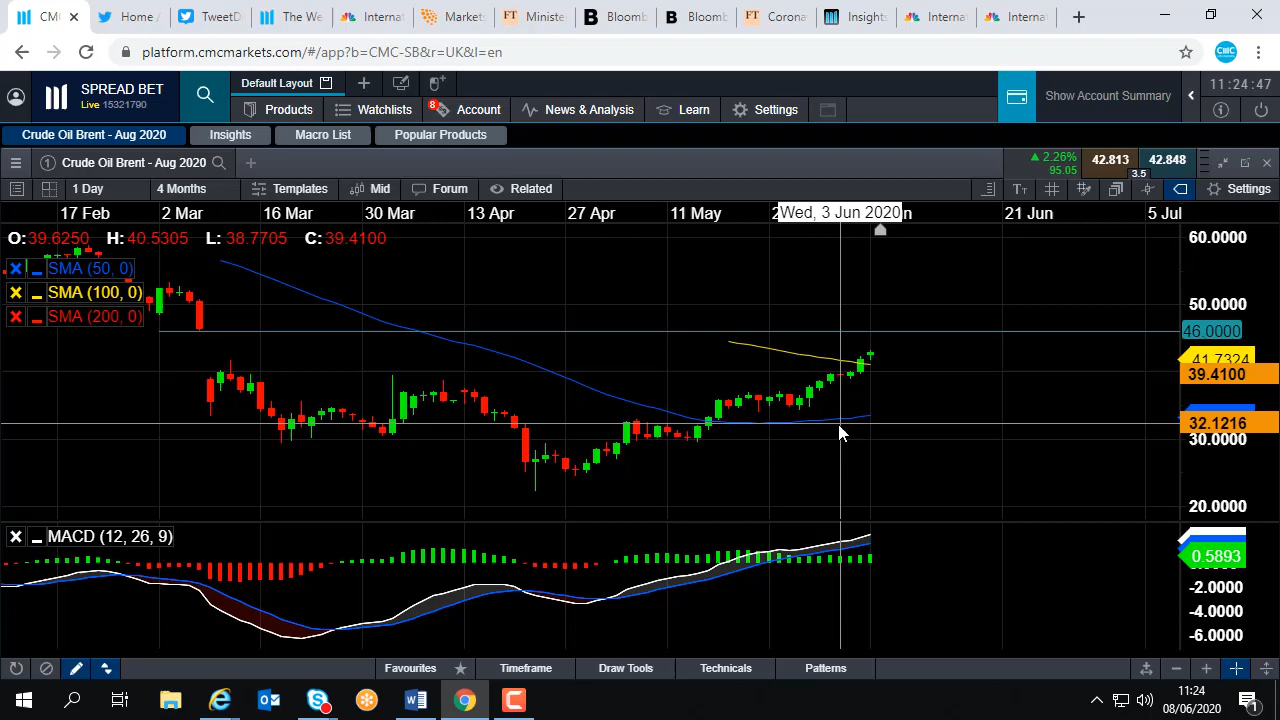 CMC
Home /
TweetD
The We
Internat
Markets
Ministe
Bloomb
Bloomb
Corona
Insights
Interna
Interna
platform.cmcmarkets.com/#/app?b=CMC-SB&r=UK&l=en
CMC
SPREAD BET
Live 15321790
Default Layout
11:24:47
Products
Watchlists
8
Account
News & Analysis
Learn
Settings
Show Account Summary
Crude Oil Brent - Aug 2020
Insights
Macro List
Popular Products
1
Crude Oil Brent - Aug 2020
2.26%
95.05
42.813
3.5
42.848
1 Day
4 Months
Templates
Mid
Forum
Related
Settings
17 Feb
2 Mar
16 Mar
30 Mar
13 Apr
27 Apr
11 May
Wed, 3 Jun 2020
21 Jun
5 Jul
O:39.6250 H: 40.5305 L: 38.7705 C: 39.4100
SMA (50, 0)
SMA (100, 0)
SMA (200, 0)
60.0000
50.0000
46.0000
41.7324
39.4100
32.1216
30.0000
20.0000
MACD (12, 26, 9)
0.5893
-2.0000
-4.0000
-6.0000
Favourites
Timeframe
Draw Tools
Technicals
Patterns
11:24
08/06/2020
1